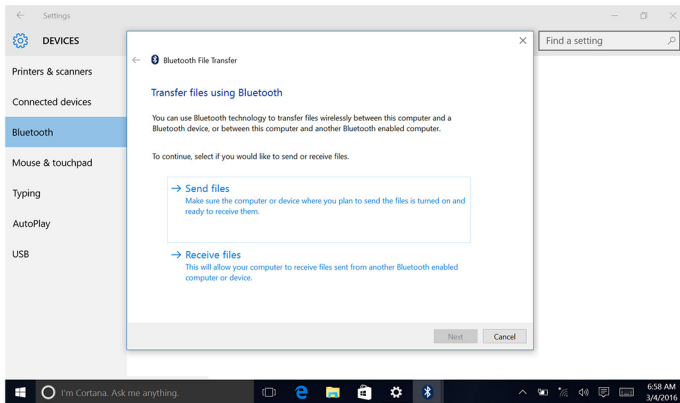 Settings
DEVICES
Find a setting
Printers & scanners
Connected devices
Bluetooth
Mouse & touchpad
Typing
AutoPlay
USB
Bluetooth File Transfer
Transfer files using Bluetooth
You can use Bluetooth technology to transfer files wirelessly between this computer and a
Bluetooth device, or between this computer and another Bluetooth enabled computer.
To continue, select if you would like to send or receive files.
Send files
Make sure the computer or device where you plan to send the files is turned on and
ready to receive them.
Receive files
This will allow your computer to receive files sent from another Bluetooth enabled
computer or device.
Next Cancel
I'm Cortana. Ask me anything.
6:58 AM
3/4/2016